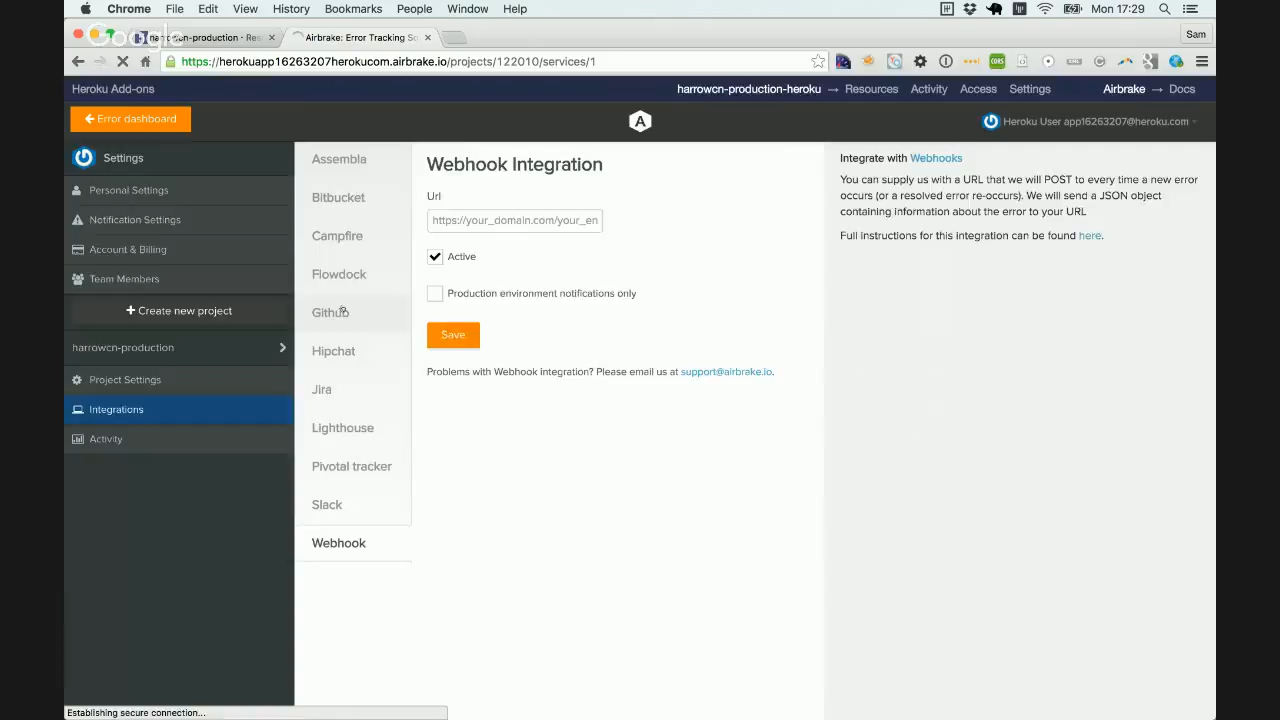 Chrome File Edit View History Bookmarks People Window Help Mon 17:29
Google
Airbrake: Error Tracking So
Sam
https://herokuapp16263207herokucom.airbrake.io/projects/122010/services/1
Heroku Add-ons
harrowcn-production-heroku → Resources Activity Access Settings Airbrake → Docs
Error dashboard
A
Heroku User app16263207@heroku.com
Settings
Personal Settings
Notification Settings
Account & Billing
Team Members
+ Create new project
harrowcn-production
Project Settings
Integrations
Activity
Assembla
Bitbucket
Campfire
Flowdock
Github
Hipchat
Jira
Lighthouse
Pivotal tracker
Slack
Webhook
Webhook Integration
Url
https://your_domain.com/your_en
Active
Production environment notifications only
Save
Problems with Webhook integration? Please email us at support@airbrake.io.
Integrate with Webhooks
You can supply us with a URL that we will POST to every time a new error
occurs (or a resolved error re-occurs). We will send a JSON object
containing information about the error to your URL
Full instructions for this integration can be found here.
Establishing secure connection...